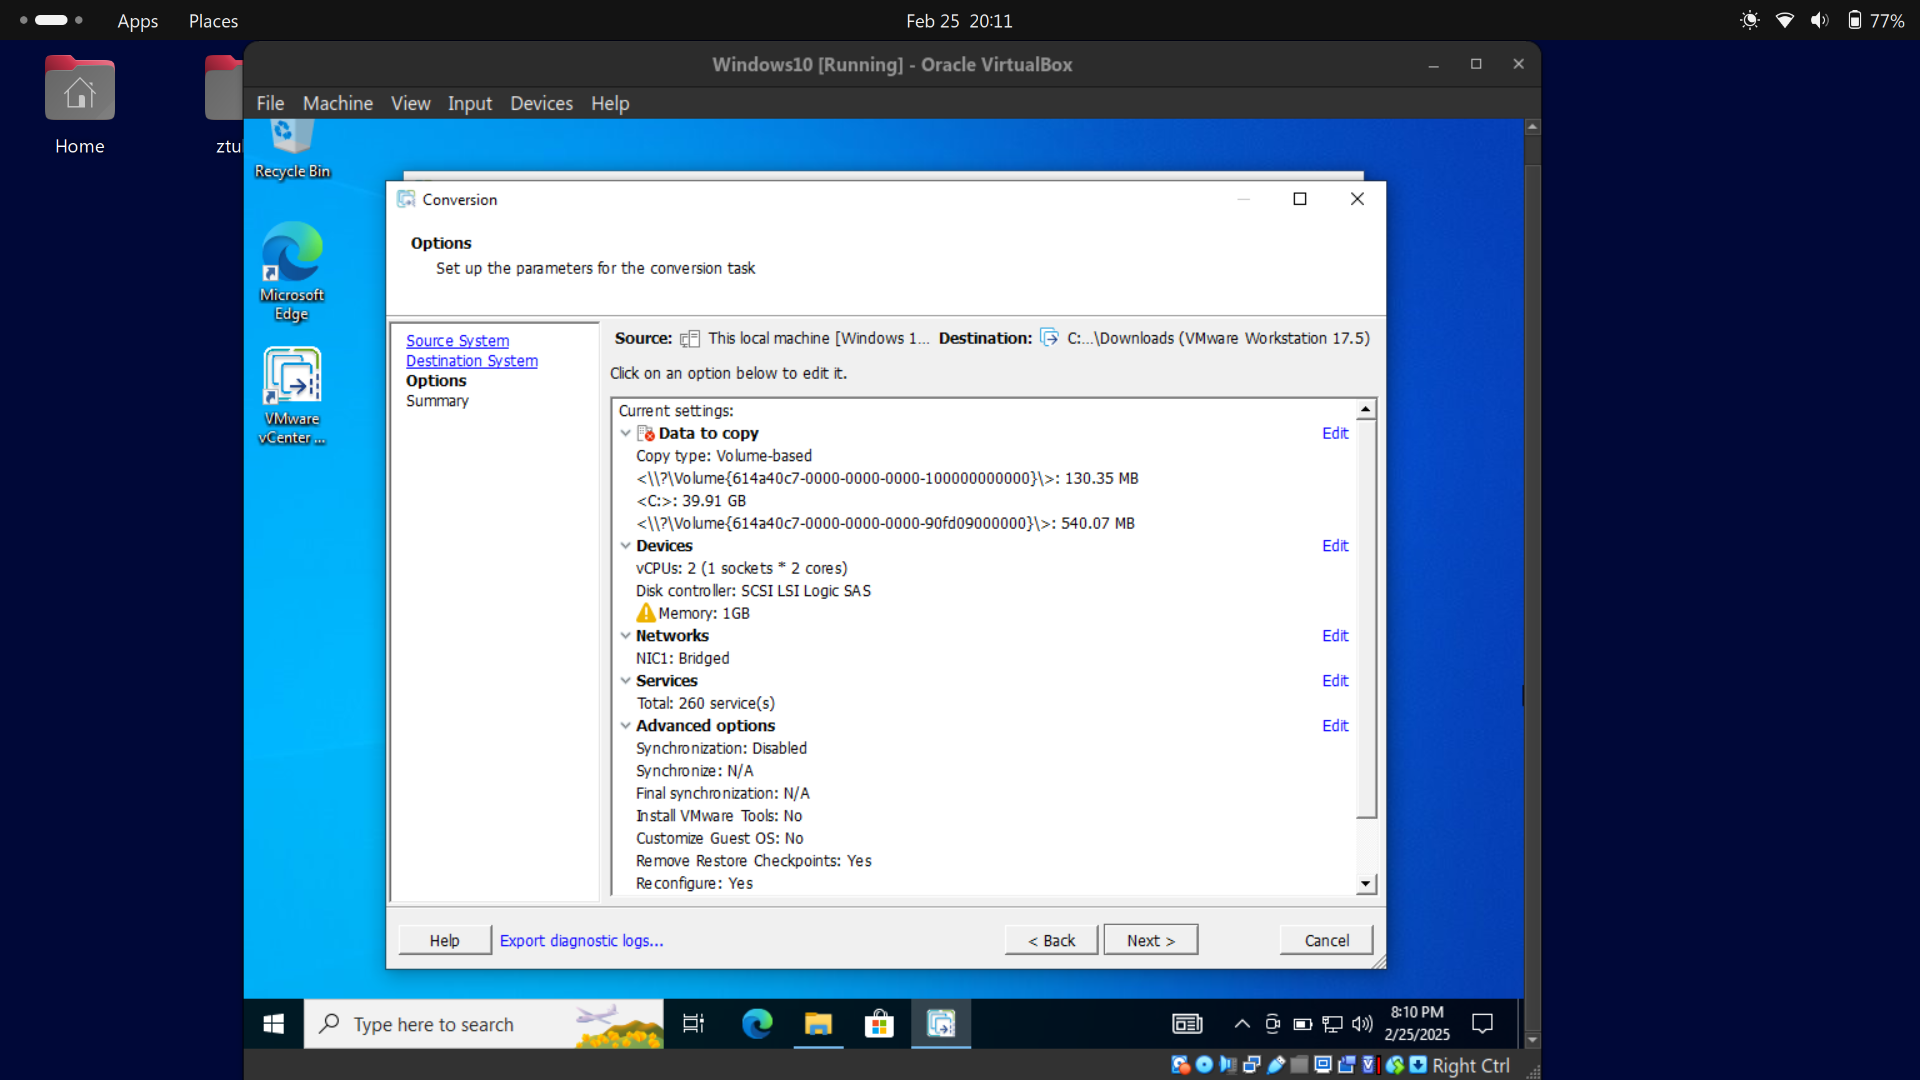 Apps Places Feb 25 20:11 77%
Windows10 [Running] - Oracle VirtualBox
File Machine View Input Devices Help
Home
ztu
Recycle Bin
Microsoft
Edge
VMware
vCenter ...
Conversion
Options
Set up the parameters for the conversion task
Source System
Destination System
Options
Summary
Source: This local machine [Windows 1... Destination: C:...\Downloads (VMware Workstation 17.5)
Click on an option below to edit it.
Current settings:
Data to copy Edit
Copy type: Volume-based
<\\?\Volume{614a40c7-0000-0000-0000-100000000000}\>: 130.35 MB
<C:>: 39.91 GB
<\\?\Volume{614a40c7-0000-0000-0000-90fd09000000}\>: 540.07 MB
Devices Edit
vCPUs: 2 (1 sockets * 2 cores)
Disk controller: SCSI LSI Logic SAS
Memory: 1GB
Networks Edit
NIC1: Bridged
Services Edit
Total: 260 service(s)
Advanced options Edit
Synchronization: Disabled
Synchronize: N/A
Final synchronization: N/A
Install VMware Tools: No
Customize Guest OS: No
Remove Restore Checkpoints: Yes
Reconfigure: Yes
Help Export diagnostic logs... < Back Next > Cancel
Type here to search
8:10 PM
2/25/2025
Right Ctrl